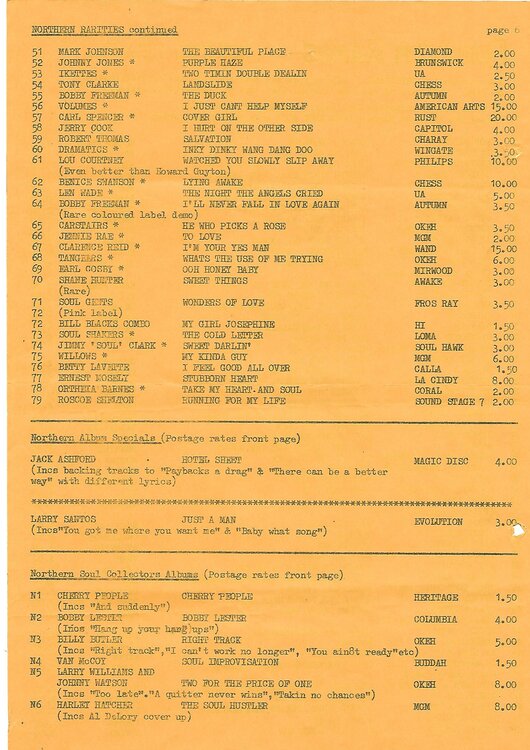 NORTHERN RARITIES continued page 6
51 MARK JOHNSON THE BEAUTIFUL PLACE DIAMOND 2.00
52 JOHNNY JONES * PURPLE HAZE BRUNSWICK 4.00
53 IKETTES * TWO TIMIN DOUBLE DEALIN UA 2.50
54 TONY CLARKE LANDSLIDE CHESS 3.00
55 BOBBY FREEMAN * THE DUCK AUTUMN 2.00
56 VOLUMES * I JUST CANT HELP MYSELF AMERICAN ARTS 15.00
57 CARL SPENCER * COVER GIRL RUST 20.00
58 JERRY COOK I HURT ON THE OTHER SIDE CAPITOL 4.00
59 ROBERT THOMAS SALVATION CHARAY 3.00
60 DRAMATICS * INKY DINKY WANG DANG DOO WINGATE 3.50
61 LOU COURTNEY WATCHED YOU SLOWLY SLIP AWAY PHILIPS 10.00
(Even better than Howard Guyton)
62 BENICE SWANSON * LYING AWAKE CHESS 10.00
63 LEN WADE * THE NIGHT THE ANGELS CRIED UA 5.00
64 BOBBY FREEMAN * I'LL NEVER FALL IN LOVE AGAIN AUTUMN 3.50
(Rare coloured label demo)
65 CARSTAIRS * HE WHO PICKS A ROSE OKEH 3.50
66 JENNIE RAE * TO LOVE MGM 2.00
67 CLARENCE REID * I'M YOUR YES MAN WAND 15.00
68 TANGEERS * WHATS THE USE OF ME TRYING OKEH 6.00
69 EARL COSBY * OOH HONEY BABY MIRWOOD 3.00
70 SHANE HUNTER SWEET THINGS AWAKE 3.00
(Rare)
71 SOUL GENTS WONDERS OF LOVE FROS RAY 3.50
72 (Pink label)
72 BILL BLACKS COMBO MY GIRL JOSEPHINE HI 1.50
73 SOUL SHAKERS * THE COLD LETTER LOMA 3.00
74 JIMMY 'SOUL' CLARK * SWEET DARLIN' SOUL HAWK 3.00
75 WILLOWS * MY KINDA GUY MGM 6.00
76 BETTY LAVETTE I FEEL GOOD ALL OVER CALLA 1.50
77 ERNEST MOSELY STUBBORN HEART LA CINDY 8.00
78 ORTHEIA BARNES * TAKE MY HEART AND SOUL CORAL 2.00
79 ROSCOE SHELTON RUNNING FOR MY LIFE SOUND STAGE 7 2.00
Northern Album Specials (Postage rates front page)
JACK ASHFORD HOTEL SHEET MAGIC DISC 4.00
(Incs backing tracks to "Paybacks a drag" & "There can be a better
way" with different lyrics)
LARRY SANTOS JUST A MAN EVOLUTION 3.00
(Incs"You got me where you want me" & "Baby what song")
Northern Soul Collectors Albums (Postage rates front page)
N1 CHERRY PEOPLE CHERRY PEOPLE HERITAGE 1.50
(Incs "And suddenly")
N2 BOBBY LESTER BOBBY LESTER COLUMBIA 4.00
(Incs "Hang up your hang ups")
N3 BILLY BUTLER RIGHT TRACK OKEH 5.00
(Incs "Right track","I can't work no longer", "You ain8t ready"etc)
N4 VAN McCOY SOUL IMPROVISATION BUDDAH 1.50
N5 LARRY WILLIAMS AND
JOHNNY WATSON TWO FOR THE PRICE OF ONE OKEH 8.00
(Incs "Too late"."A quitter never wins","Takin no chances")
N6 HARLEY HATCHER THE SOUL HUSTLER MGM 8.00
(Incs Al DeLory cover up)